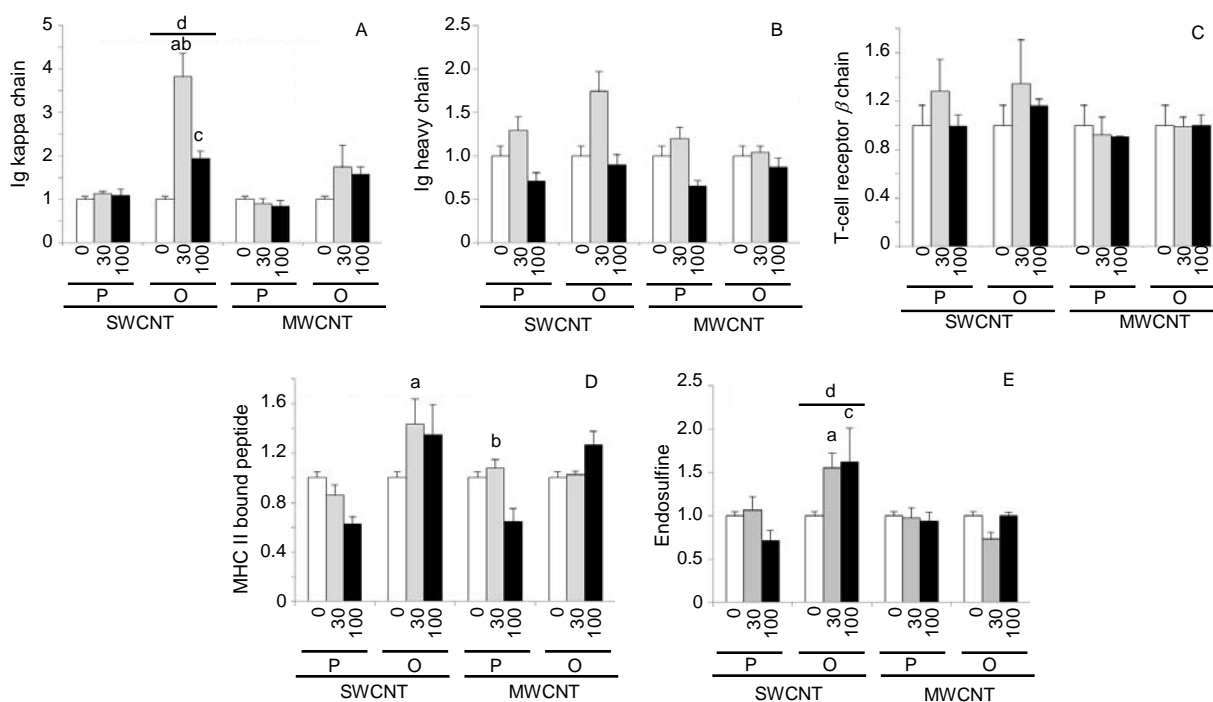 A
Ig kappa chain
5
4
3
2
1
0
d
ab
c
0 30 100 0 30 100 0 30 100 0 30 100
P O P O
SWCNT MWCNT
B
Ig heavy chain
2.5
2.0
1.5
1.0
0.5
0
0 30 100 0 30 100 0 30 100 0 30 100
P O P O
SWCNT MWCNT
C
T-cell receptor β chain
1.6
1.2
0.8
0.4
0
0 30 100 0 30 100 0 30 100 0 30 100
P O P O
SWCNT MWCNT
D
MHC II bound peptide
1.6
1.2
0.8
0.4
0
a
b
0 30 100 0 30 100 0 30 100 0 30 100
P O P O
SWCNT MWCNT
E
Endosulfine
2.5
2.0
1.5
1.0
0.5
0
d
c
a
0 30 100 0 30 100 0 30 100 0 30 100
P O P O
SWCNT MWCNT